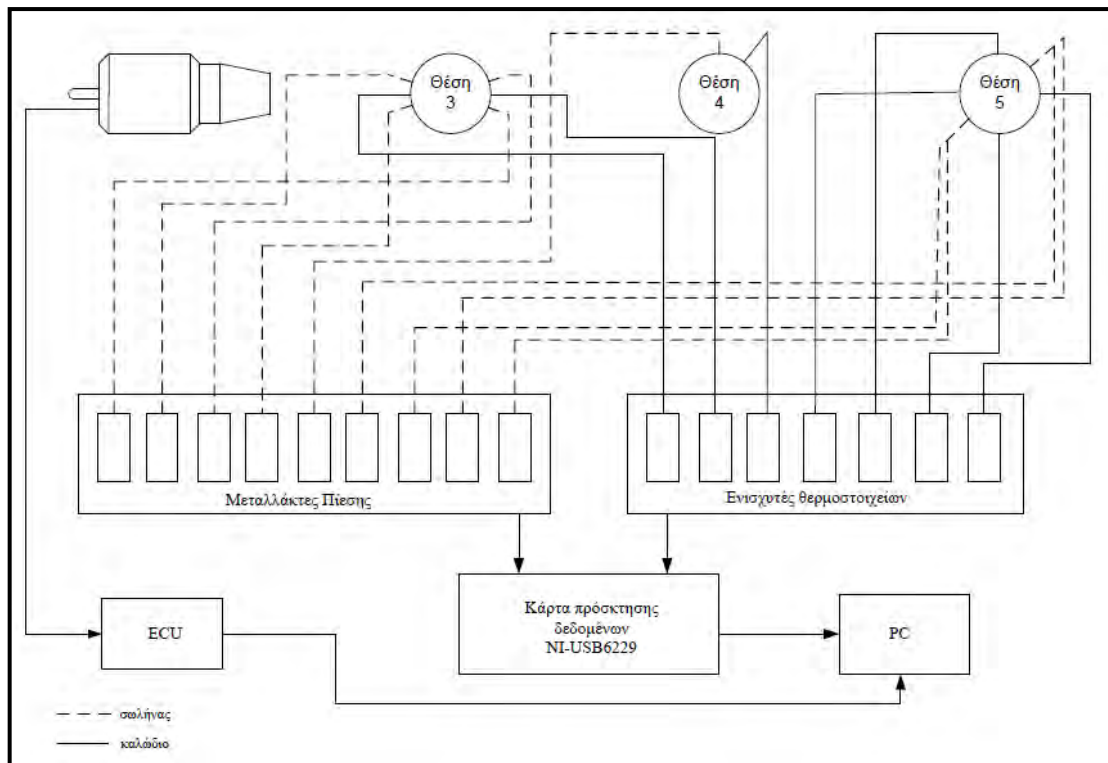 Θέση
3
Θέση
4
Θέση
5
Μεταλλάκτες Πίεσης
Ενισχυτές θερμοστοιχείων
Κάρτα πρόσκτησης
δεδομένων
NI-USB6229
ECU
PC
σωλήνας
καλώδιο